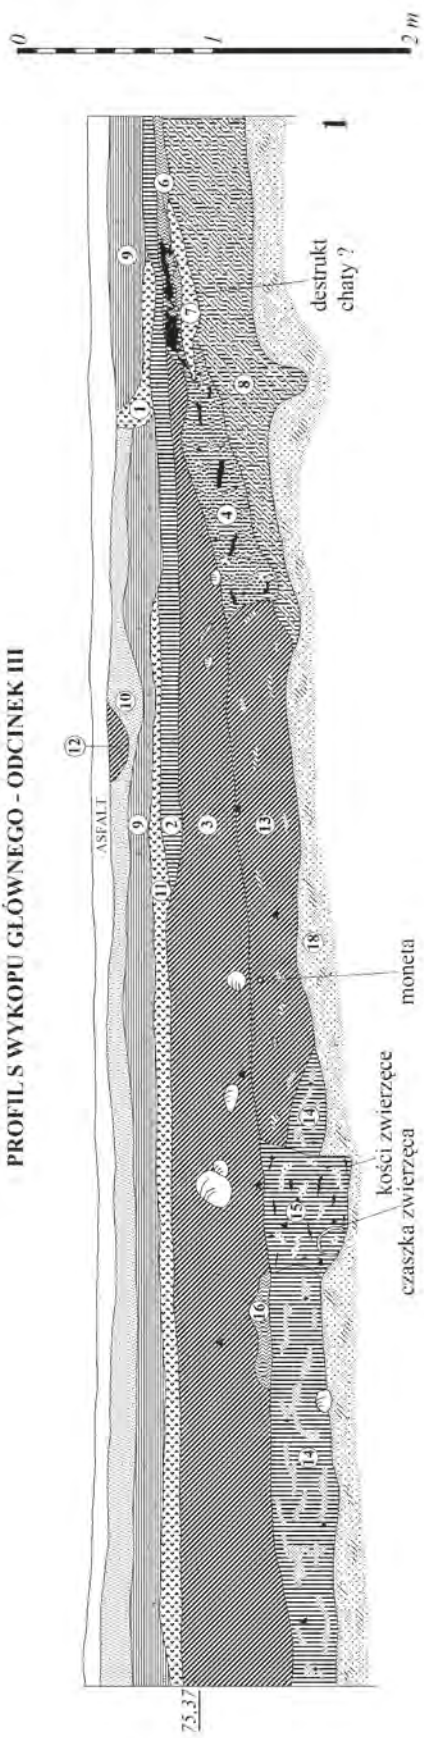 PROFIL S WYKOPU GŁÓWNEGO - ODCINEK III
0 1 2 m
ASFALT
12
10
9
9
1
11
2
3
13
6
7
8
4
14
14
15
16
18
75,37
1
destrukt
chaty ?
moneta
kości zwierzęce
czaszka zwierzęca